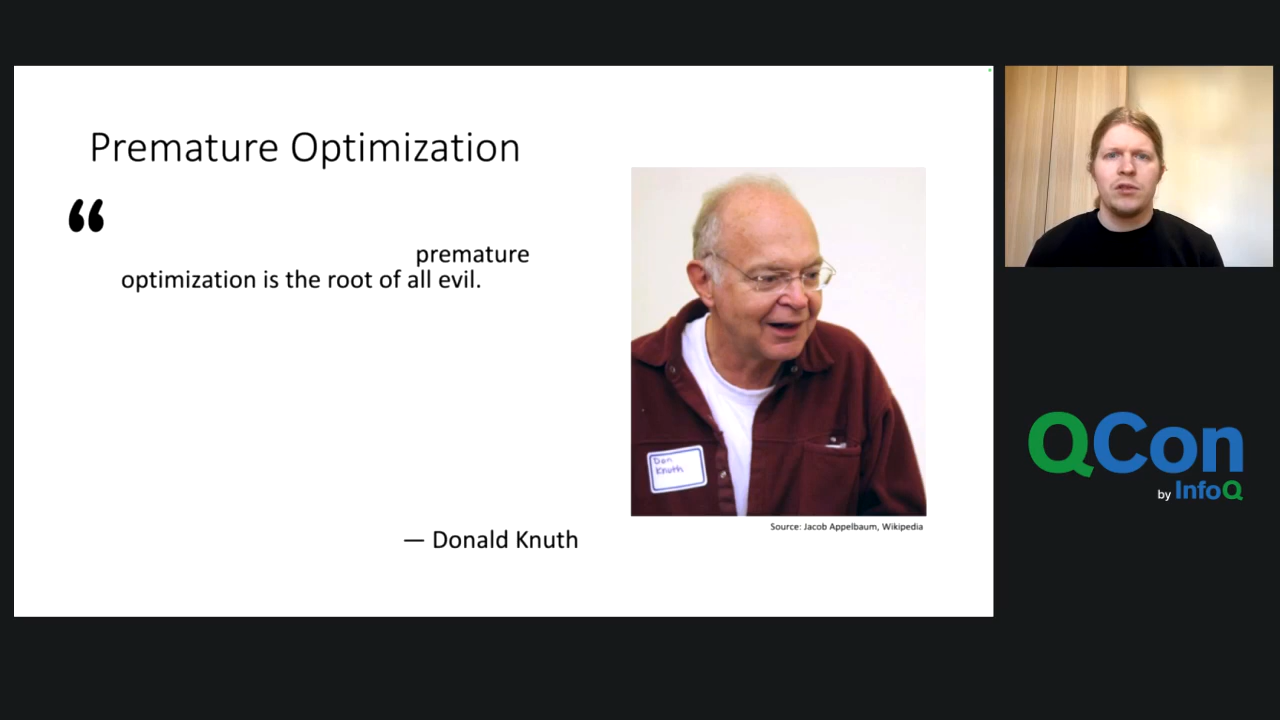 Premature Optimization
“
premature
optimization is the root of all evil.
Don
Knuth
Source: Jacob Appelbaum, Wikipedia
— Donald Knuth
QCon
by InfoQ